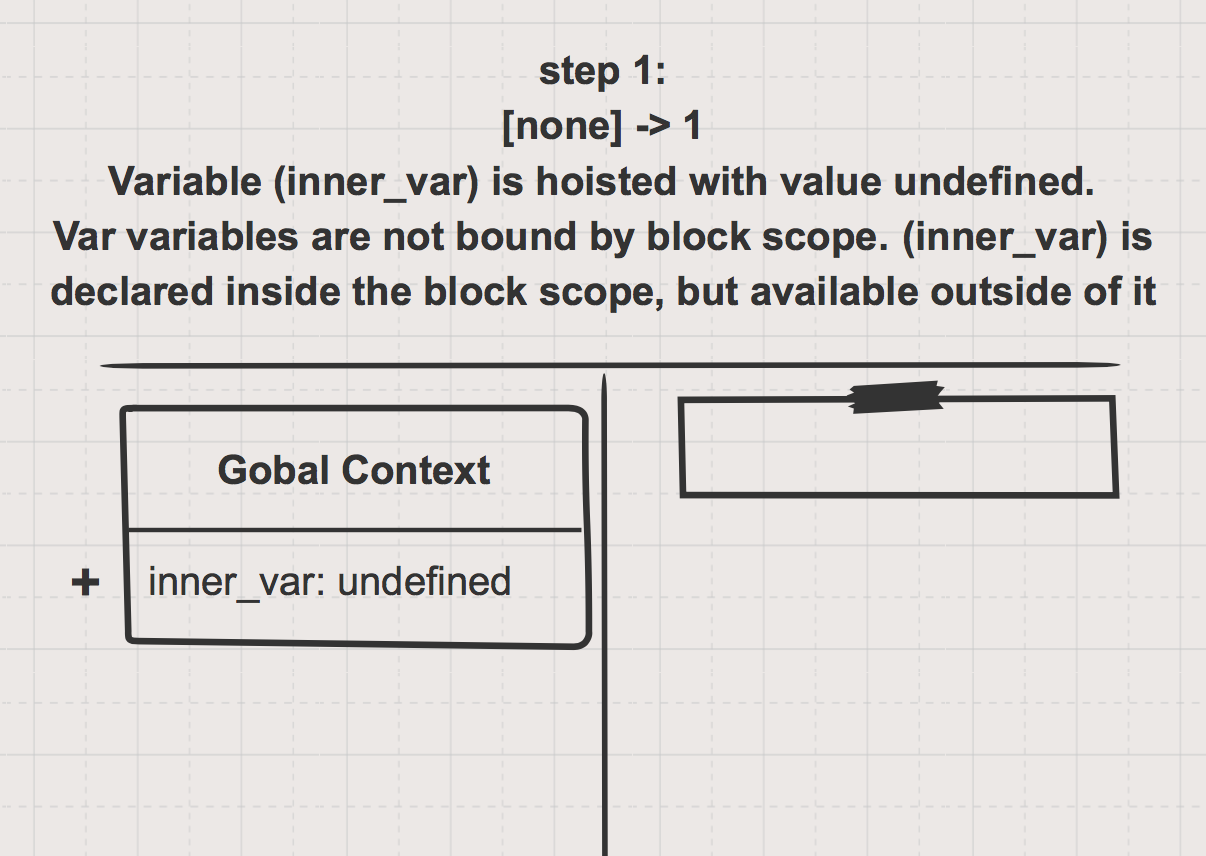 step 1:
[none] -> 1
Variable (inner_var) is hoisted with value undefined.
Var variables are not bound by block scope. (inner_var) is
declared inside the block scope, but available outside of it
Gobal Context
+ inner_var: undefined